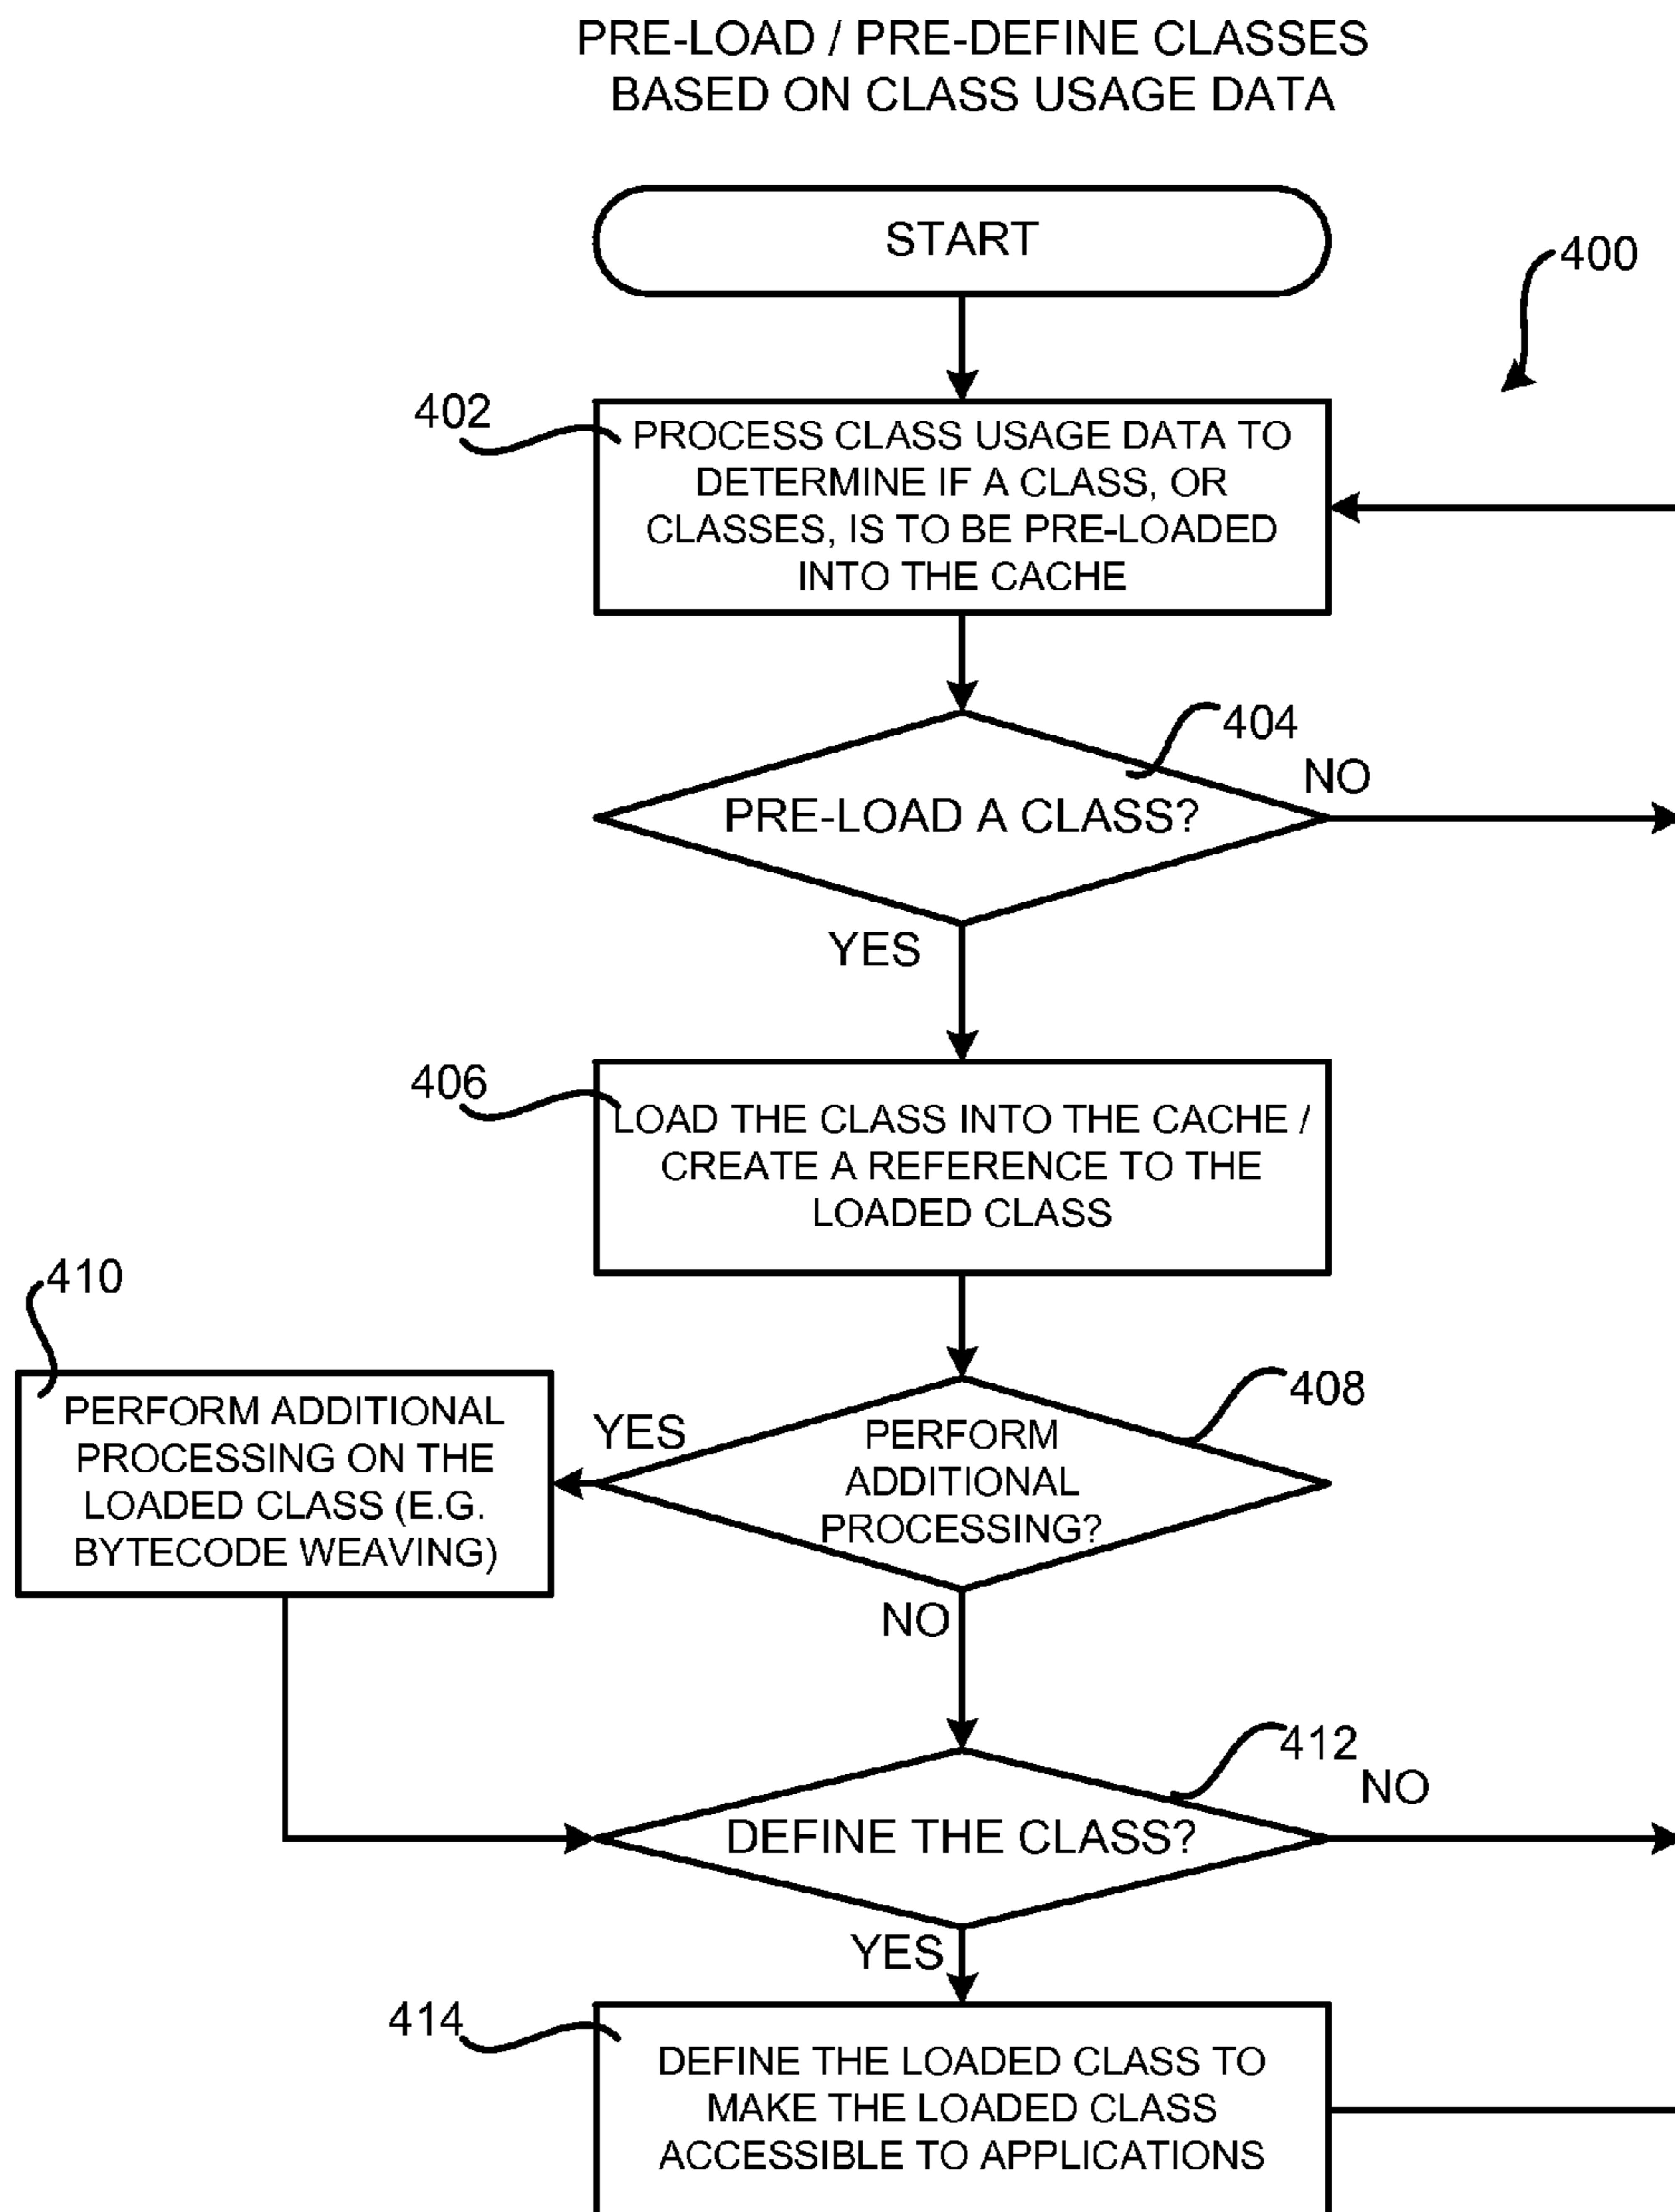 PRE-LOAD / PRE-DEFINE CLASSES
BASED ON CLASS USAGE DATA
START
400
402
PROCESS CLASS USAGE DATA TO
DETERMINE IF A CLASS, OR
CLASSES, IS TO BE PRE-LOADED
INTO THE CACHE
404
NO
PRE-LOAD A CLASS?
YES
406
LOAD THE CLASS INTO THE CACHE /
CREATE A REFERENCE TO THE
LOADED CLASS
410
408
PERFORM ADDITIONAL
PROCESSING ON THE
LOADED CLASS (E.G.
BYTECODE WEAVING)
YES
PERFORM
ADDITIONAL
PROCESSING?
NO
412
NO
DEFINE THE CLASS?
YES
414
DEFINE THE LOADED CLASS TO
MAKE THE LOADED CLASS
ACCESSIBLE TO APPLICATIONS